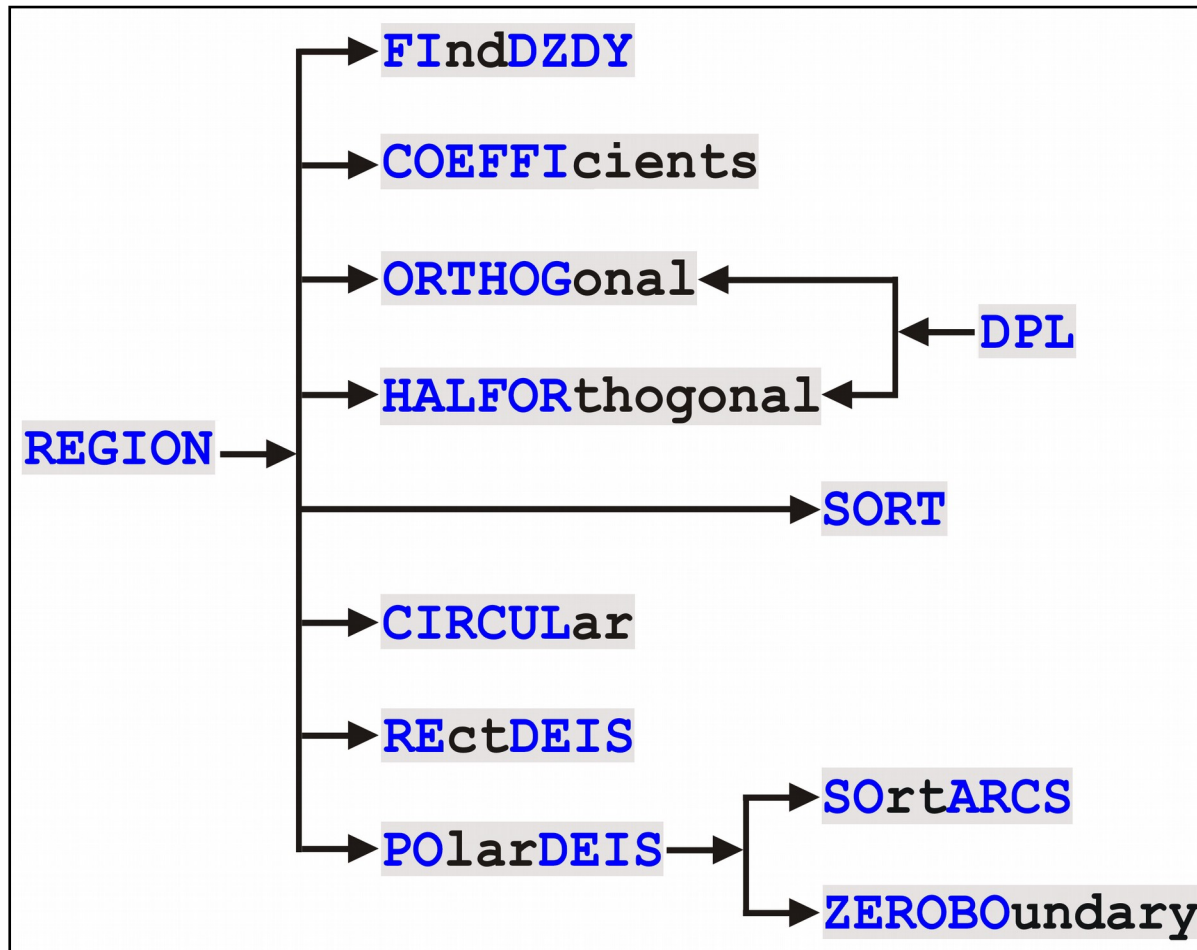 FIndDZDY
COEFFIcients
ORTHOGonal
DPL
HALFORthogonal
REGION
SORT
CIRCULar
REctDEIS
SOrtARCS
POlarDEIS
ZEROBOundary